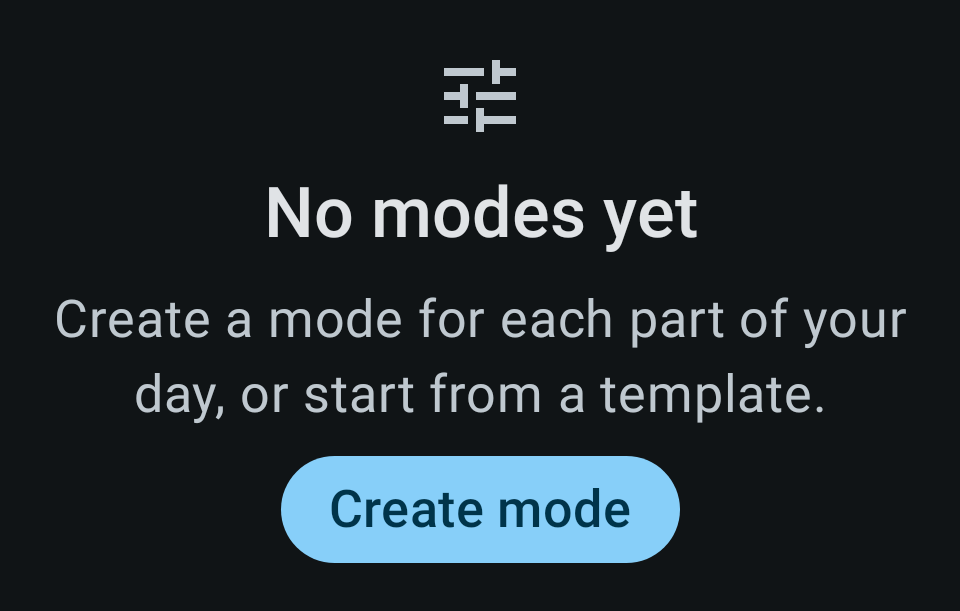 No modes yet
Create a mode for each part of your
day, or start from a template.
Create mode